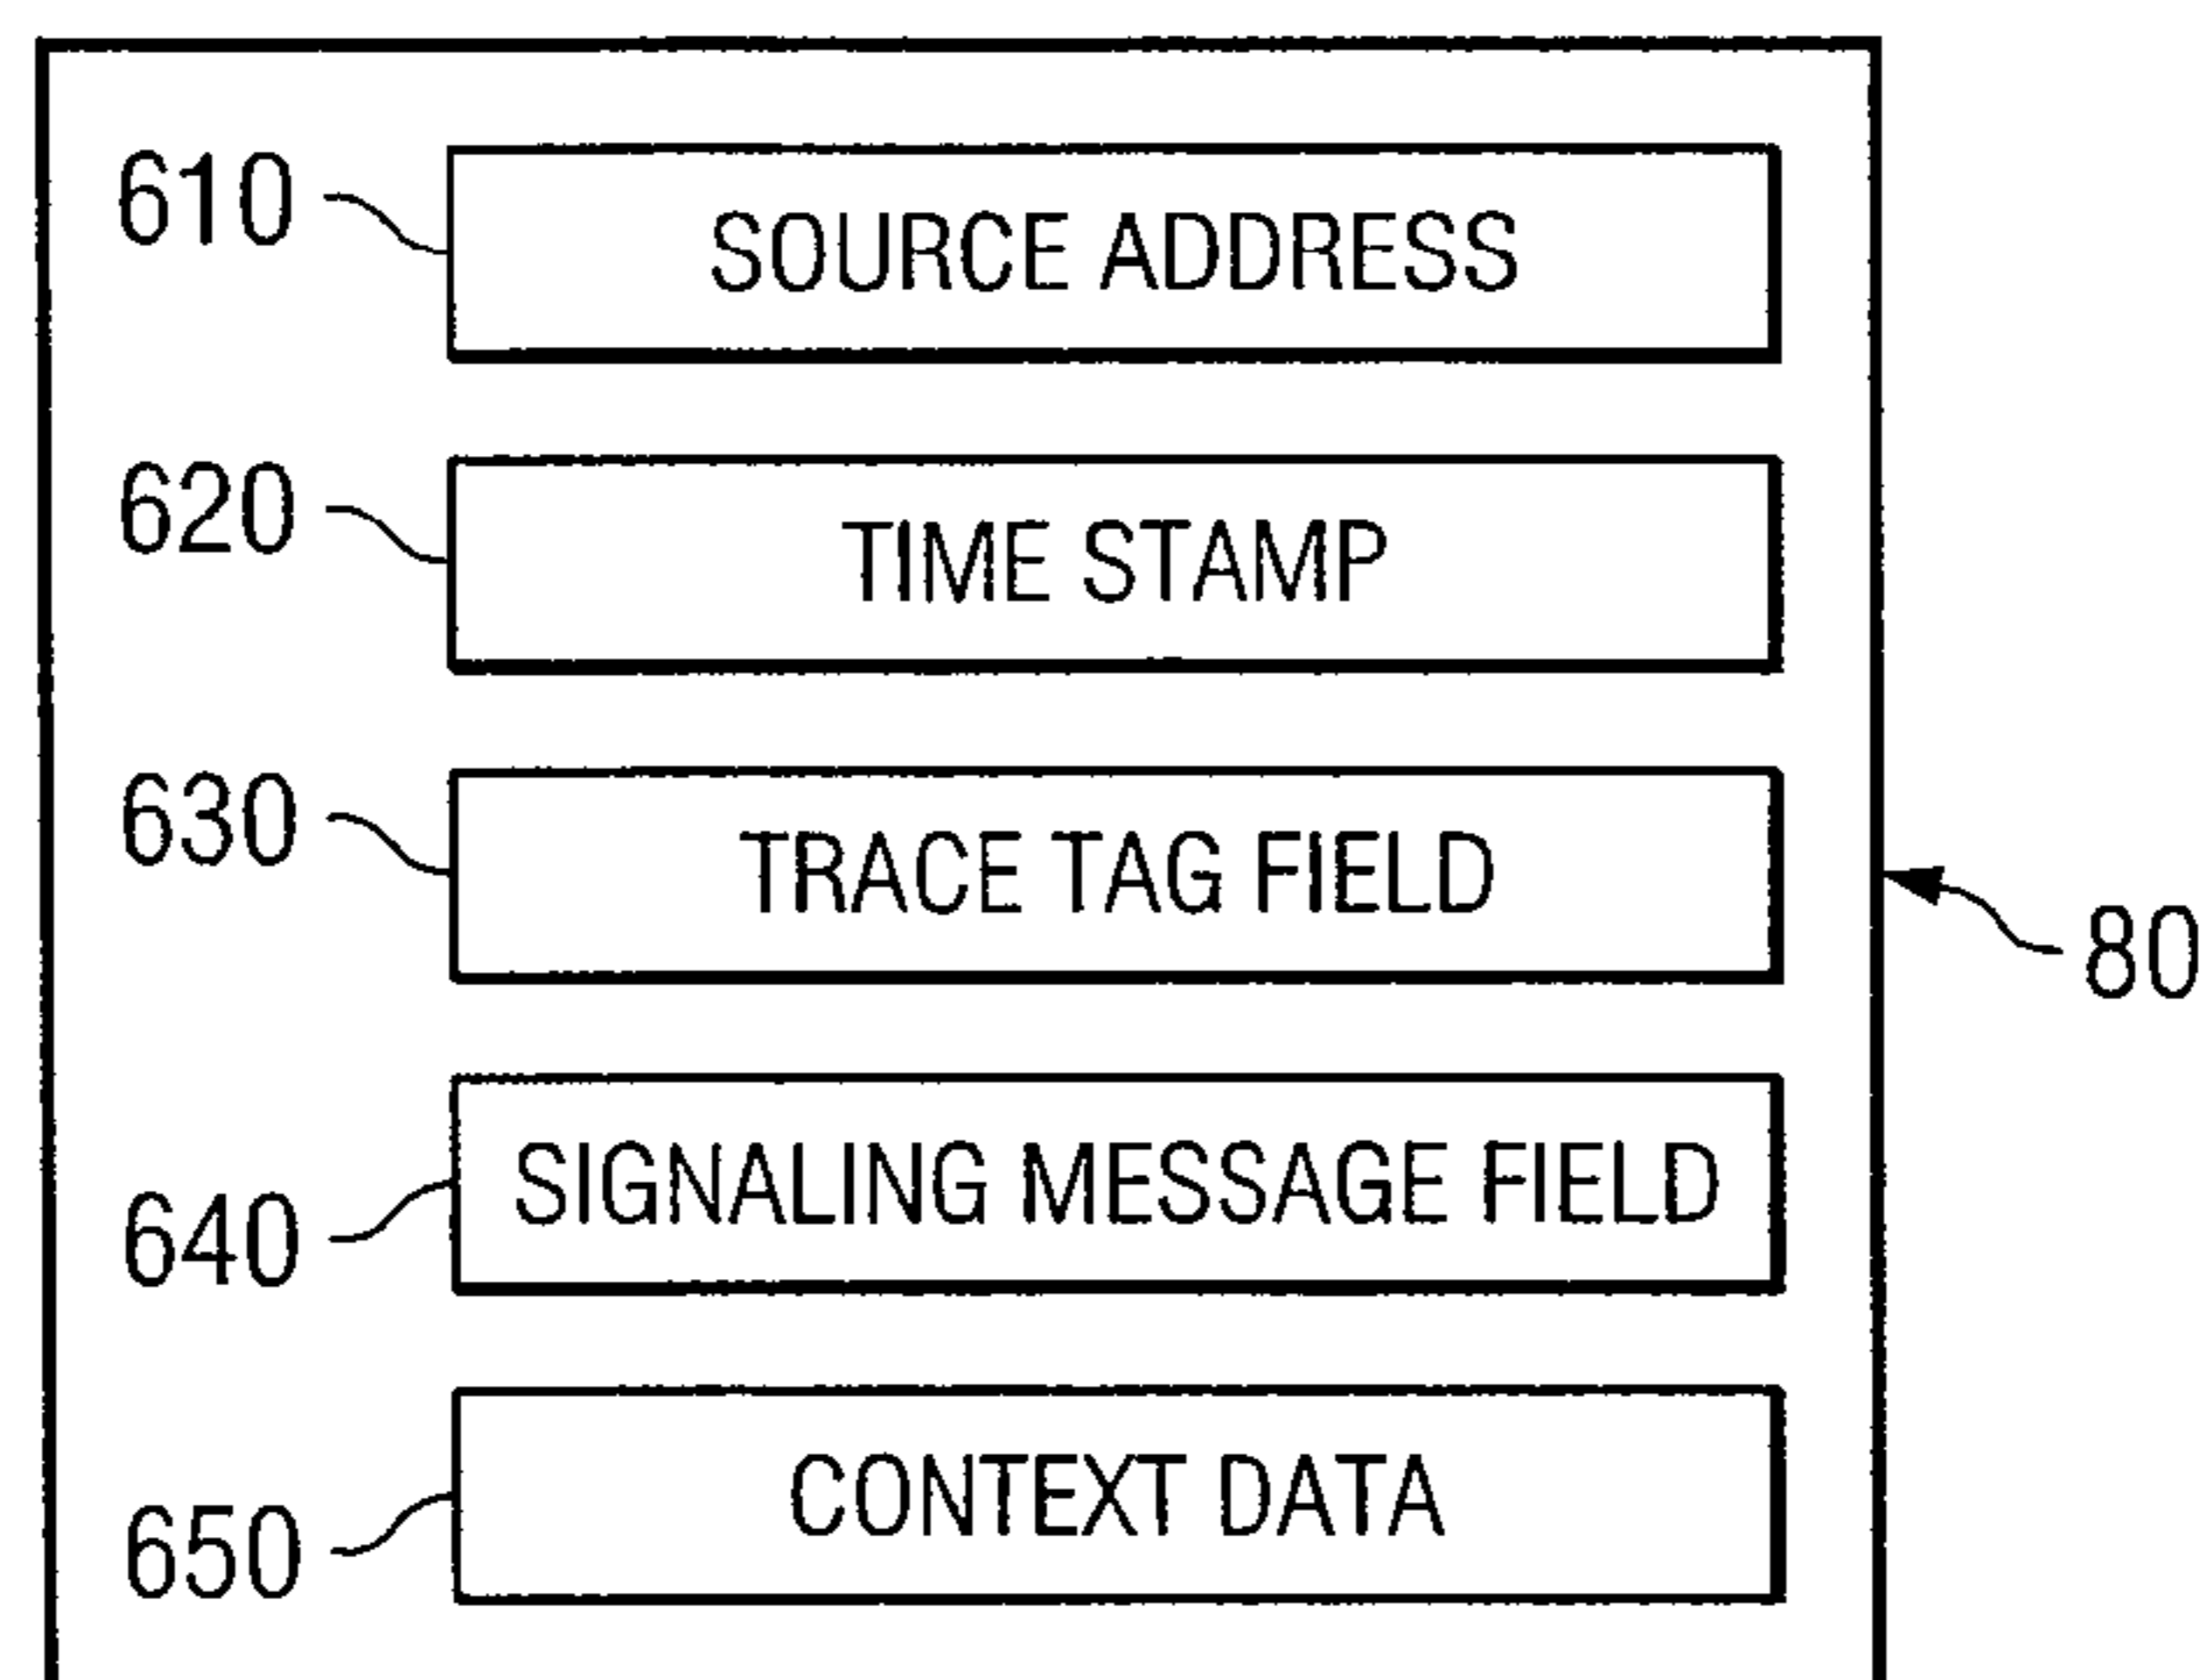 610 SOURCE ADDRESS
620 TIME STAMP
630 TRACE TAG FIELD
80
640 SIGNALING MESSAGE FIELD
650 CONTEXT DATA